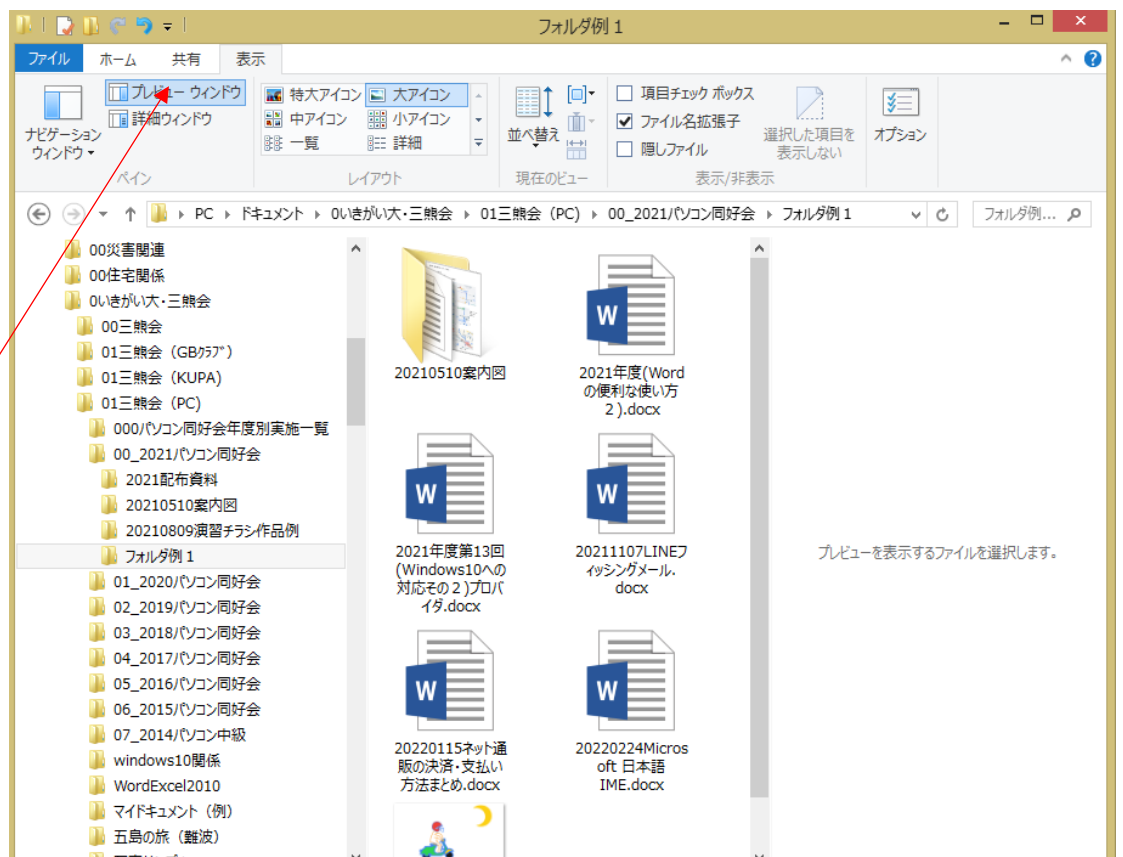 フォルダ例 1
ファイル ホーム 共有 表示
ナビゲーション
ウィンドウ
プレビュー ウィンドウ
詳細ウィンドウ
ペイン
特大アイコン 大アイコン
中アイコン 小アイコン
一覧 詳細
レイアウト
並べ替え
現在のビュー
項目チェック ボックス
ファイル名拡張子
隠しファイル
選択した項目を
表示しない
表示/非表示
オプション
PC ドキュメント 0いきがい大・三熊会 01三熊会（PC） 00_2021パソコン同好会 フォルダ例 1
フォルダ例...
00災害関連
00住宅関係
0いきがい大・三熊会
00三熊会
01三熊会（GBｸﾗﾌﾞ）
01三熊会（KUPA)
01三熊会（PC)
000パソコン同好会年度別実施一覧
00_2021パソコン同好会
2021配布資料
20210510案内図
20210809演習チラシ作品例
フォルダ例 1
01_2020パソコン同好会
02_2019パソコン同好会
03_2018パソコン同好会
04_2017パソコン同好会
05_2016パソコン同好会
06_2015パソコン同好会
07_2014パソコン中級
windows10関係
WordExcel2010
マイドキュメント（例）
五島の旅（難波）
20210510案内図
2021年度(Word
の便利な使い方
2 ).docx
2021年度第13回
(Windows10への
対応その２)プロバ
イダ.docx
20211107LINEフ
ィッシングメール.
docx
20220115ネット通
販の決済・支払い
方法まとめ.docx
20220224Micros
oft 日本語
IME.docx
プレビューを表示するファイルを選択します。